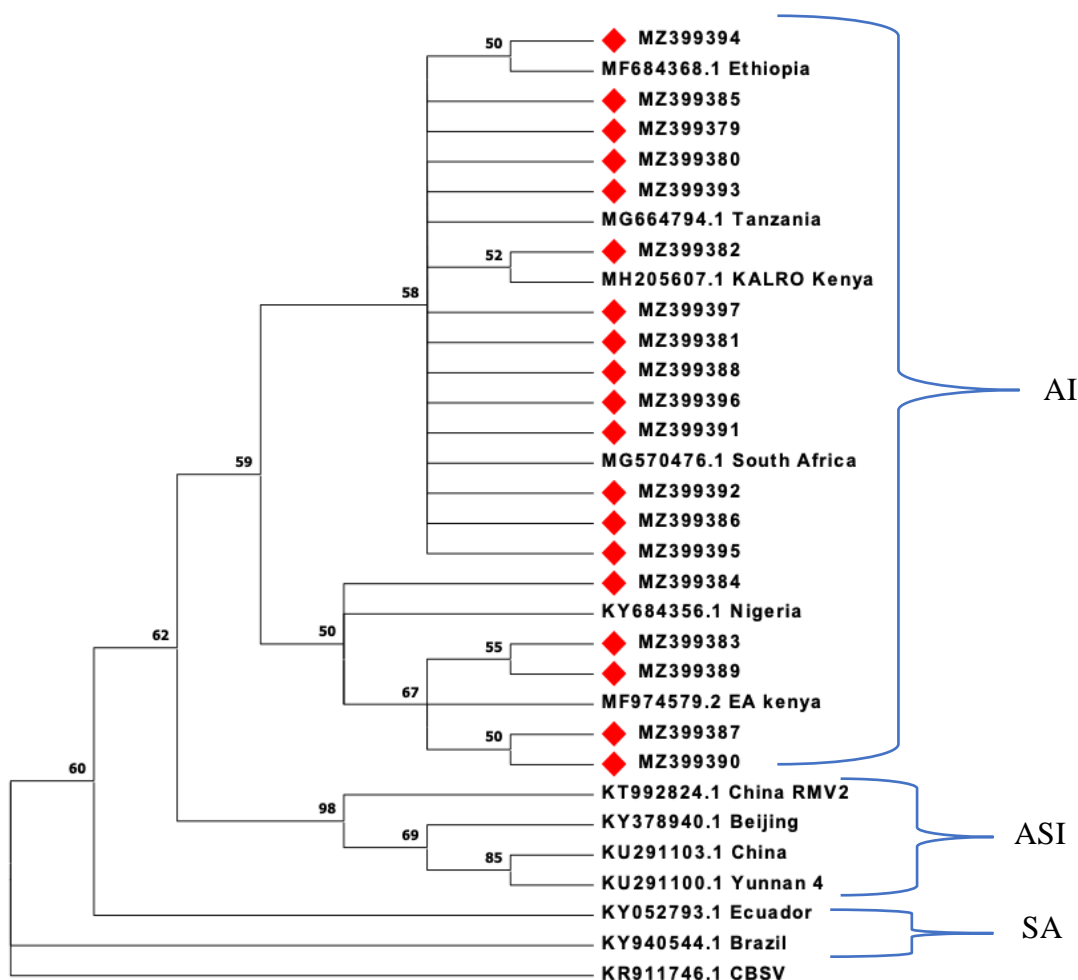 50
MZ399394
MF684368.1 Ethiopia
MZ399385
MZ399379
MZ399380
MZ399393
MG664794.1 Tanzania
52
MZ399382
MH205607.1 KALRO Kenya
58
MZ399397
MZ399381
MZ399388
AI
MZ399396
MZ399391
59
MG570476.1 South Africa
MZ399392
MZ399386
MZ399395
MZ399384
KY684356.1 Nigeria
62
50
55
MZ399383
MZ399389
67
MF974579.2 EA kenya
50
MZ399387
MZ399390
60
KT992824.1 China RMV2
98
KY378940.1 Beijing
69
ASI
85
KU291103.1 China
KU291100.1 Yunnan 4
KY052793.1 Ecuador
SA
KY940544.1 Brazil
KR911746.1 CBSV